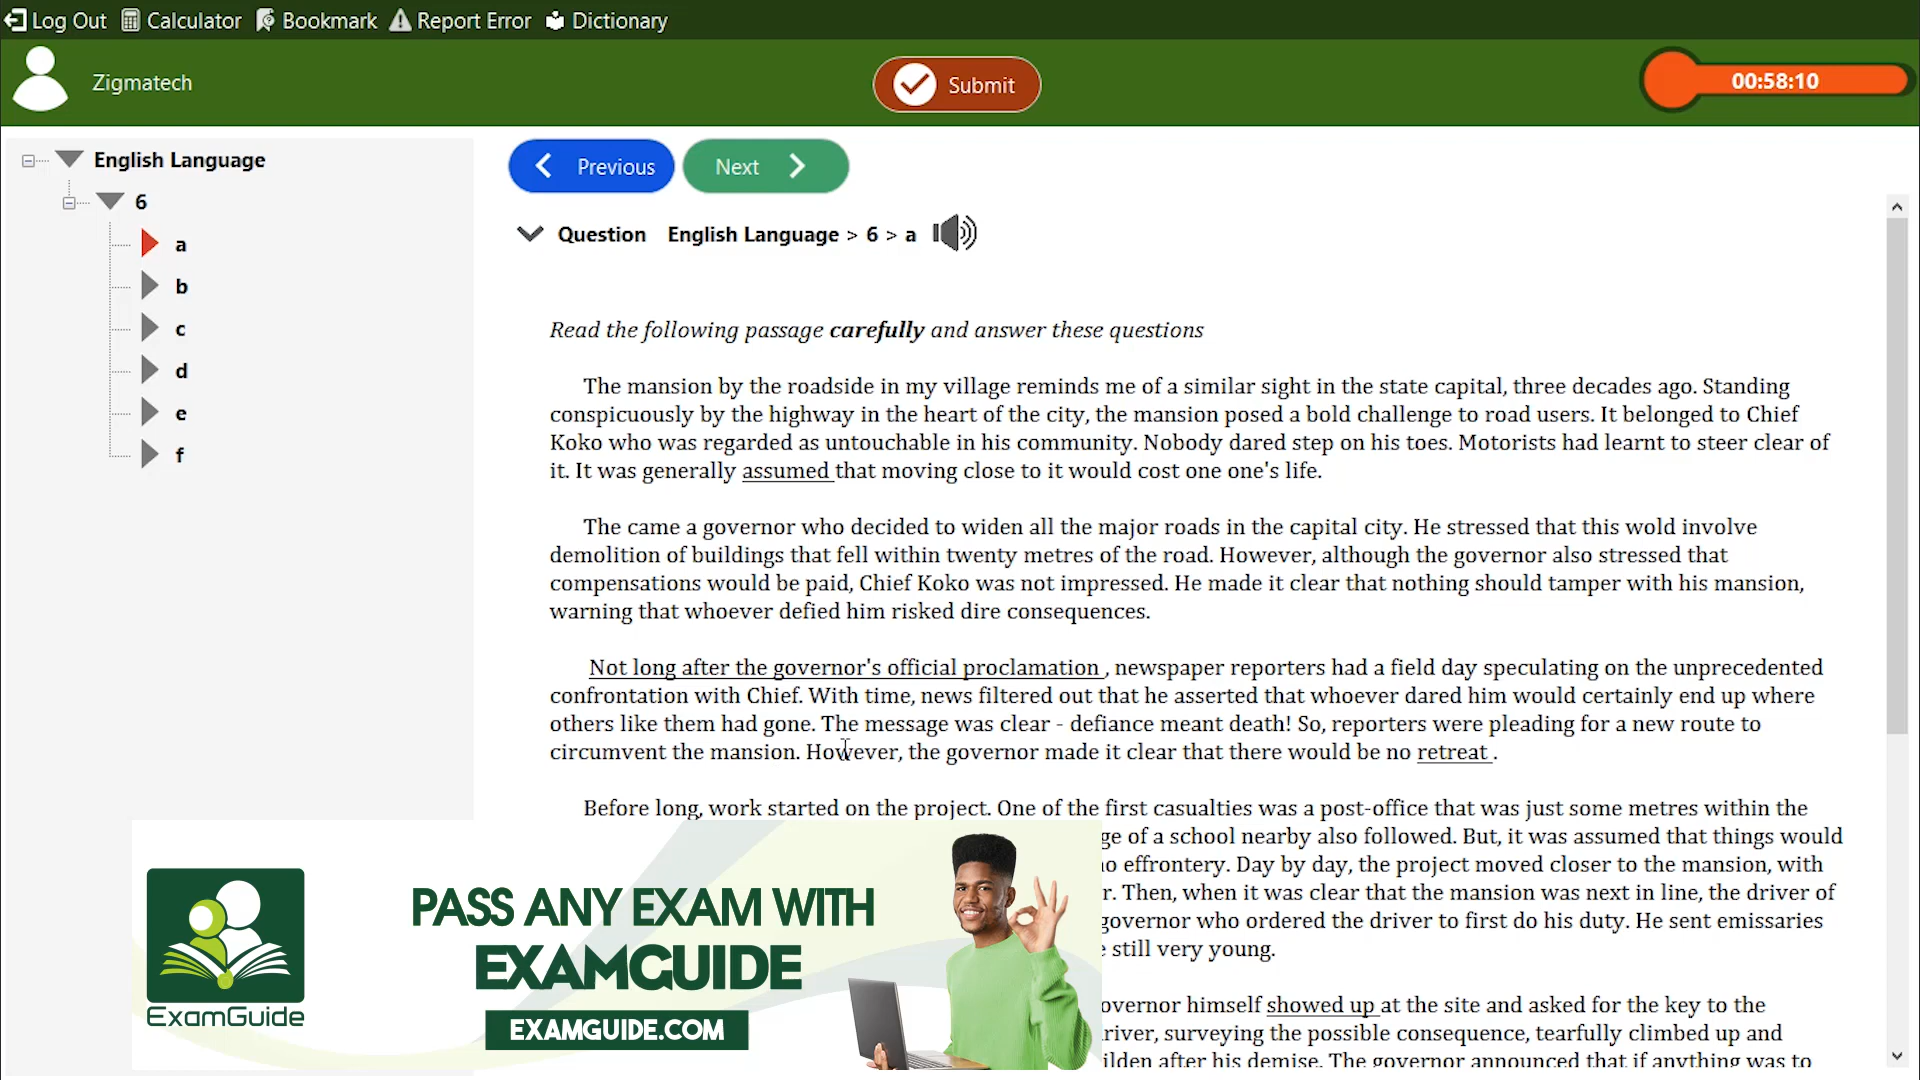 Log Out Calculator Bookmark Report Error Dictionary
Zigmatech
Submit
00:58:10
English Language
6
a
b
c
d
e
f
Previous
Next
Question English Language > 6 > a
Read the following passage carefully and answer these questions
The mansion by the roadside in my village reminds me of a similar sight in the state capital, three decades ago. Standing
conspicuously by the highway in the heart of the city, the mansion posed a bold challenge to road users. It belonged to Chief
Koko who was regarded as untouchable in his community. Nobody dared step on his toes. Motorists had learnt to steer clear of
it. It was generally assumed that moving close to it would cost one one's life.
The came a governor who decided to widen all the major roads in the capital city. He stressed that this wold involve
demolition of buildings that fell within twenty metres of the road. However, although the governor also stressed that
compensations would be paid, Chief Koko was not impressed. He made it clear that nothing should tamper with his mansion,
warning that whoever defied him risked dire consequences.
Not long after the governor's official proclamation , newspaper reporters had a field day speculating on the unprecedented
confrontation with Chief. With time, news filtered out that he asserted that whoever dared him would certainly end up where
others like them had gone. The message was clear - defiance meant death! So, reporters were pleading for a new route to
circumvent the mansion. However, the governor made it clear that there would be no retreat .
Before long, work started on the project. One of the first casualties was a post-office that was just some metres within the
ge of a school nearby also followed. But, it was assumed that things would
o effrontery. Day by day, the project moved closer to the mansion, with
r. Then, when it was clear that the mansion was next in line, the driver of
governor who ordered the driver to first do his duty. He sent emissaries
still very young.
overnor himself showed up at the site and asked for the key to the
river, surveying the possible consequence, tearfully climbed up and
ilden after his demise. The governor announced that if anything was to
ExamGuide
PASS ANY EXAM WITH
EXAMGUIDE
EXAMGUIDE.COM